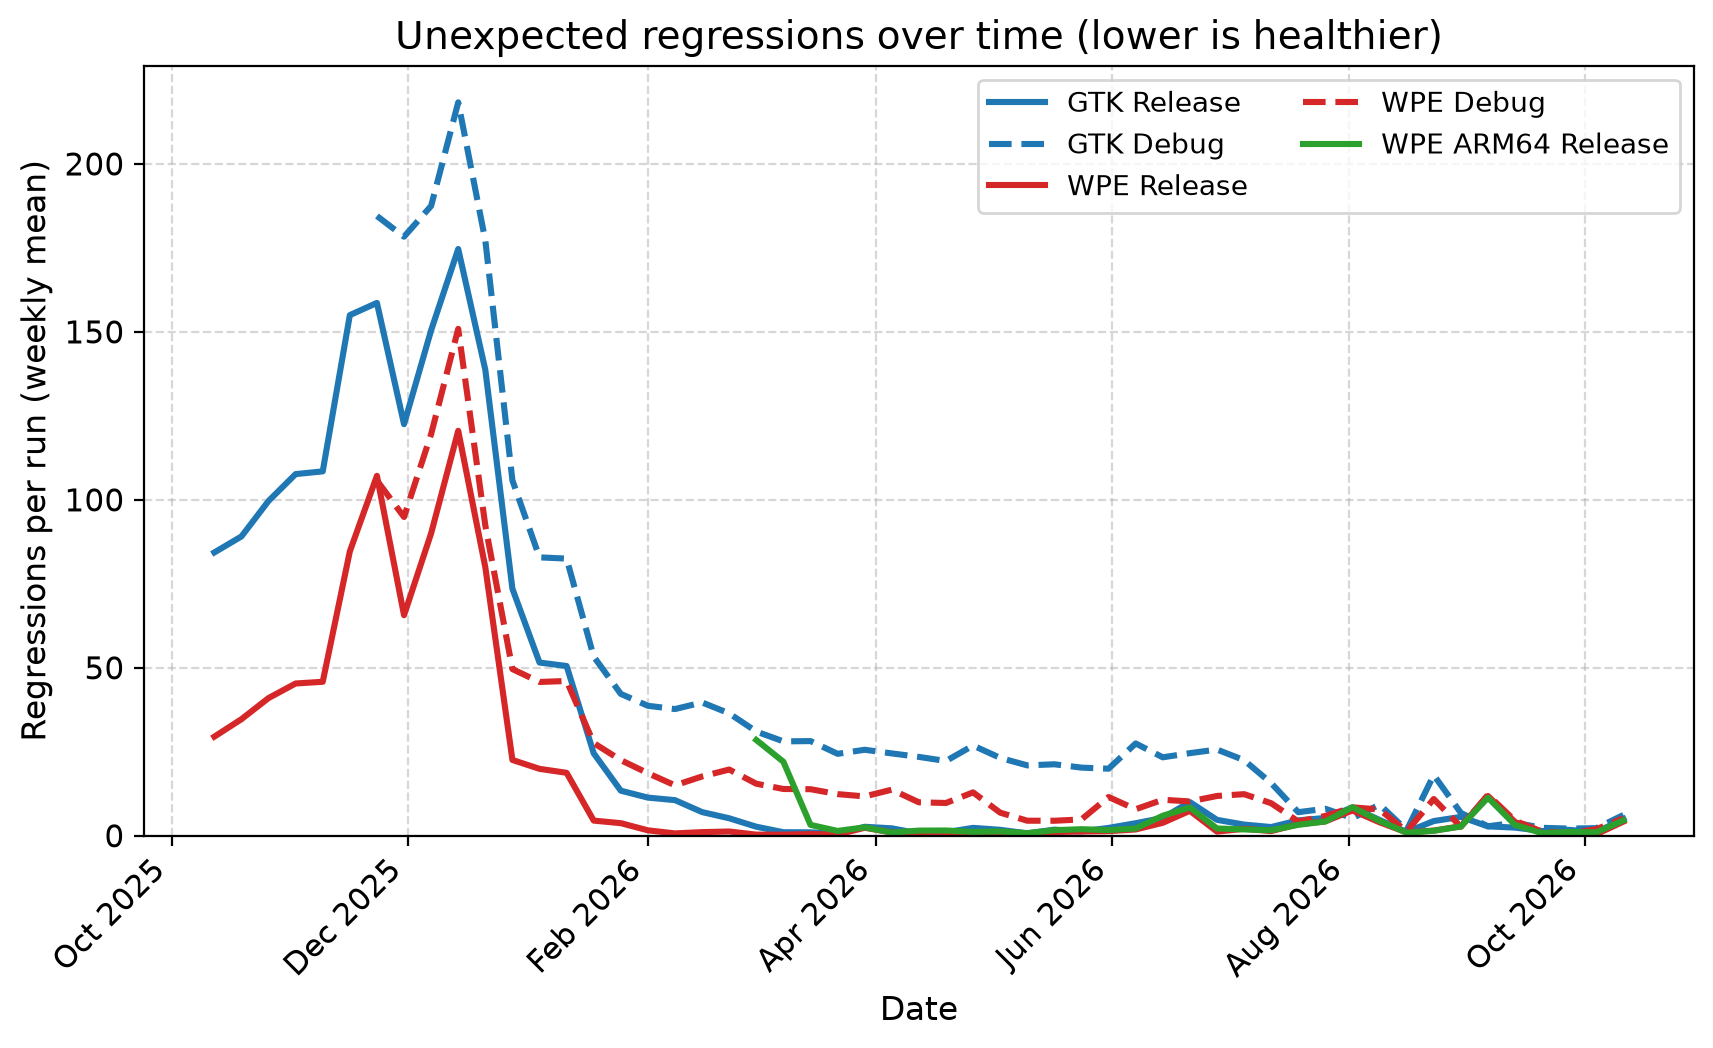 Unexpected regressions over time (lower is healthier)
GTK Release
GTK Debug
WPE Release
WPE Debug
WPE ARM64 Release
Regressions per run (weekly mean)
200
150
100
50
0
Oct 2025
Dec 2025
Feb 2026
Apr 2026
Jun 2026
Aug 2026
Oct 2026
Date